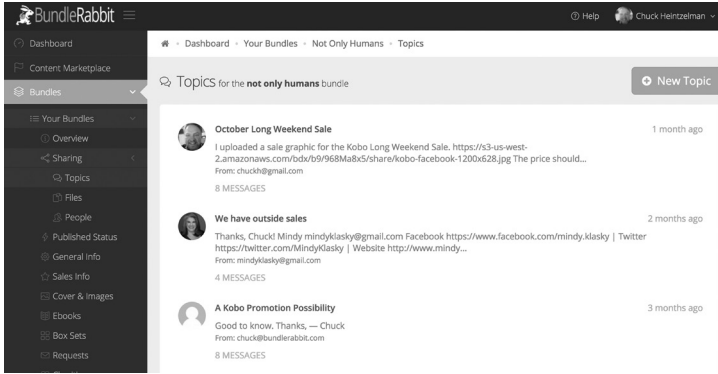 BundleRabbit
Help
Chuck Heintzelman
Dashboard
Content Marketplace
Bundles
Your Bundles
Overview
Sharing
Topics
Files
People
Published Status
General Info
Sales Info
Cover & Images
Ebooks
Box Sets
Requests
Dashboard Your Bundles Not Only Humans Topics
Topics for the not only humans bundle
New Topic
October Long Weekend Sale
1 month ago
I uploaded a sale graphic for the Kobo Long Weekend Sale. https://s3-us-west-
2.amazonaws.com/bdx/b9/968Ma8x5/share/kobo-facebook-1200x628.jpg The price should...
From: chuckh@gmail.com
8 MESSAGES
We have outside sales
2 months ago
Thanks, Chuck! Mindy mindyklasky@gmail.com Facebook https://www.facebook.com/mindy.klasky | Twitter
https://twitter.com/MindyKlasky | Website http://www.mindy...
From: mindyklasky@gmail.com
4 MESSAGES
A Kobo Promotion Possibility
3 months ago
Good to know. Thanks, — Chuck
From: chuck@bundlerabbit.com
8 MESSAGES